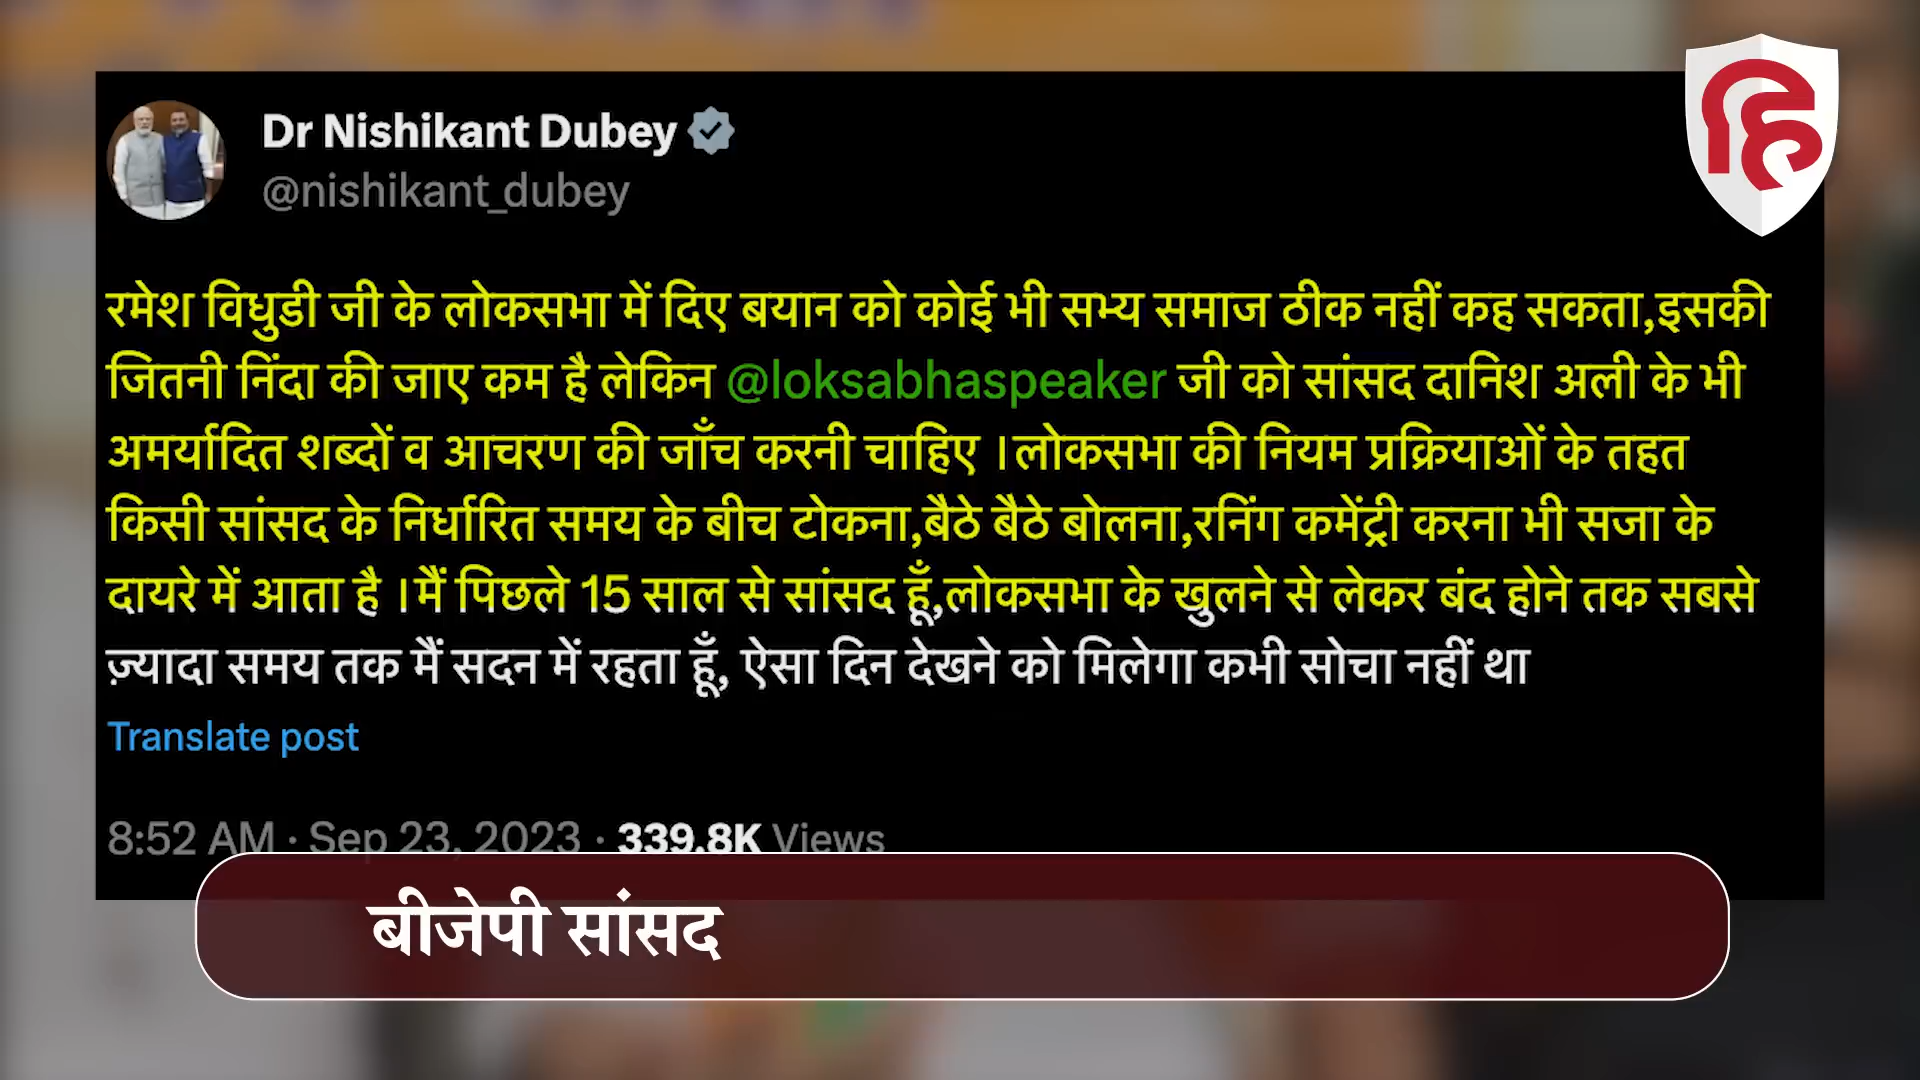 Dr Nishikant Dubey
@nishikant_dubey
हि
रमेश विधुडी जी के लोकसभा में दिए बयान को कोई भी सभ्य समाज ठीक नहीं कह सकता,इसकी
जितनी निंदा की जाए कम है लेकिन @loksabhaspeaker जी को सांसद दानिश अली के भी
अमर्यादित शब्दों व आचरण की जाँच करनी चाहिए ।लोकसभा की नियम प्रक्रियाओं के तहत
किसी सांसद के निर्धारित समय के बीच टोकना,बैठे बैठे बोलना,रनिंग कमेंट्री करना भी सजा के
दायरे में आता है ।मैं पिछले 15 साल से सांसद हूँ,लोकसभा के खुलने से लेकर बंद होने तक सबसे
ज़्यादा समय तक मैं सदन में रहता हूँ, ऐसा दिन देखने को मिलेगा कभी सोचा नहीं था
Translate post
8:52 AM · Sep 23, 2023 · 339.8K Views
बीजेपी सांसद